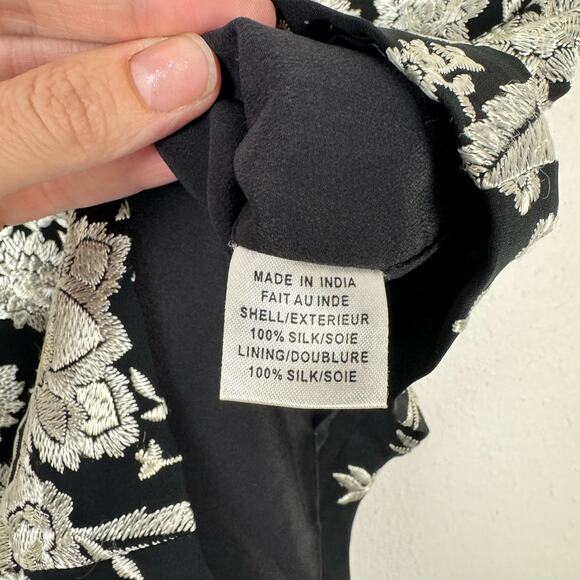 MADE IN INDIA
FAIT AU INDE
SHELL/EXTERIEUR
100% SILK/SOIE
LINING/DOUBLURE
100% SILK/SOIE